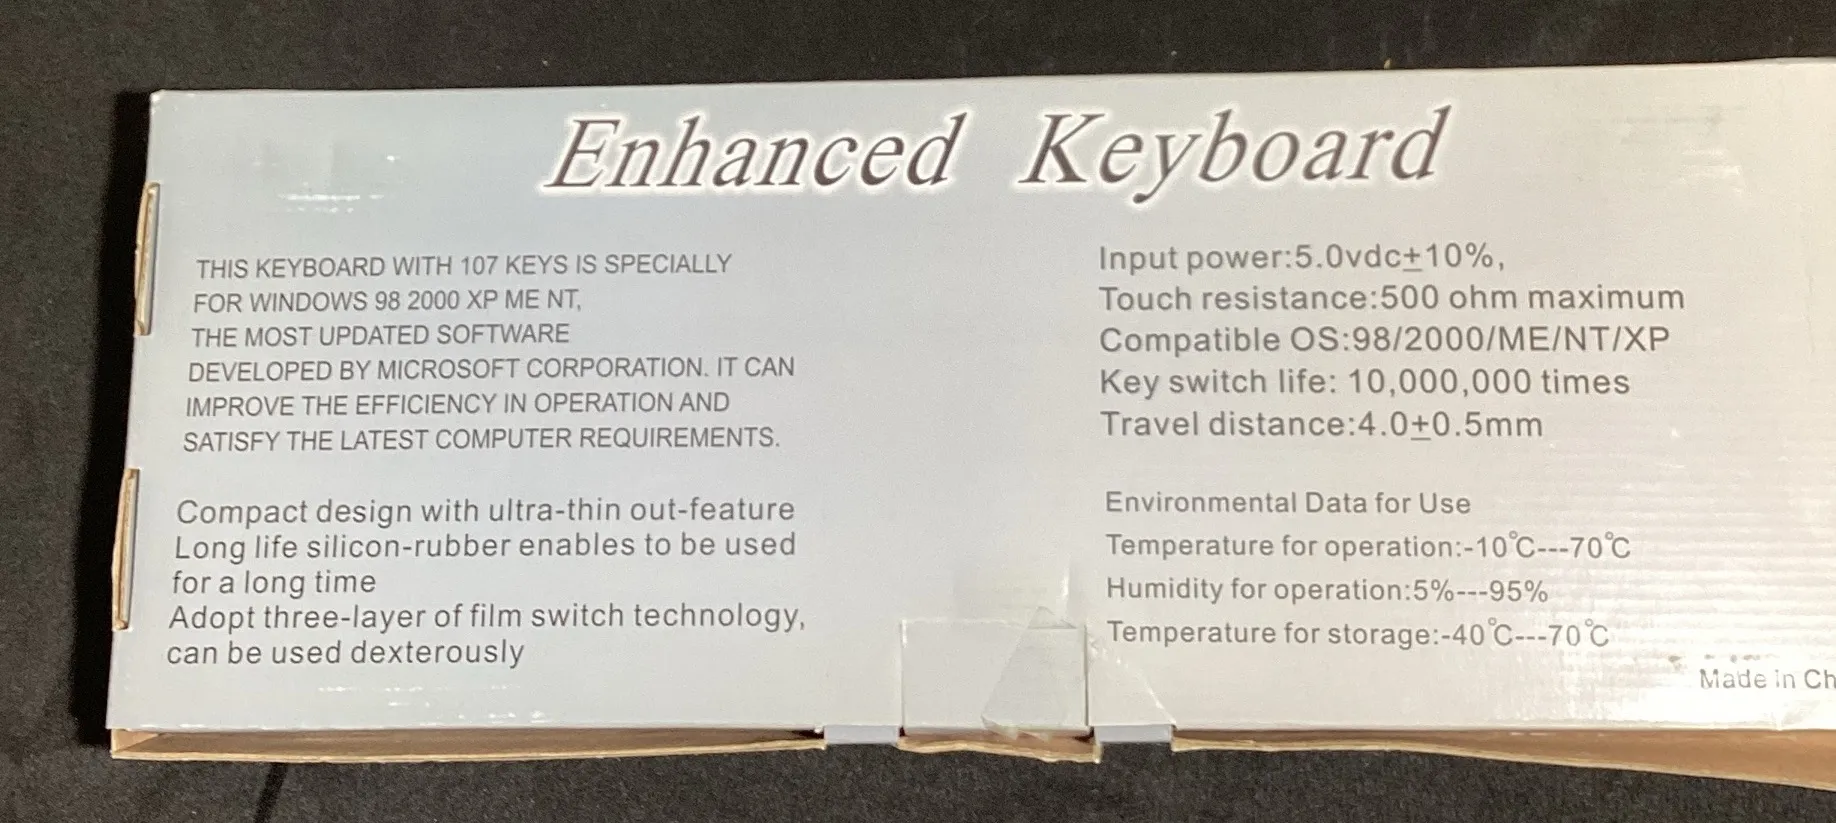 Enhanced Keyboard
THIS KEYBOARD WITH 107 KEYS IS SPECIALLY
FOR WINDOWS 98 2000 XP ME NT,
THE MOST UPDATED SOFTWARE
DEVELOPED BY MICROSOFT CORPORATION. IT CAN
IMPROVE THE EFFICIENCY IN OPERATION AND
SATISFY THE LATEST COMPUTER REQUIREMENTS.
Compact design with ultra-thin out-feature
Long life silicon-rubber enables to be used
for a long time
Adopt three-layer of film switch technology,
can be used dexterously
Input power:5.0vdc±10%,
Touch resistance:500 ohm maximum
Compatible OS:98/2000/ME/NT/XP
Key switch life: 10,000,000 times
Travel distance:4.0±0.5mm
Environmental Data for Use
Temperature for operation:-10℃---70℃
Humidity for operation:5%---95%
Temperature for storage:-40℃---70℃
Made in Ch